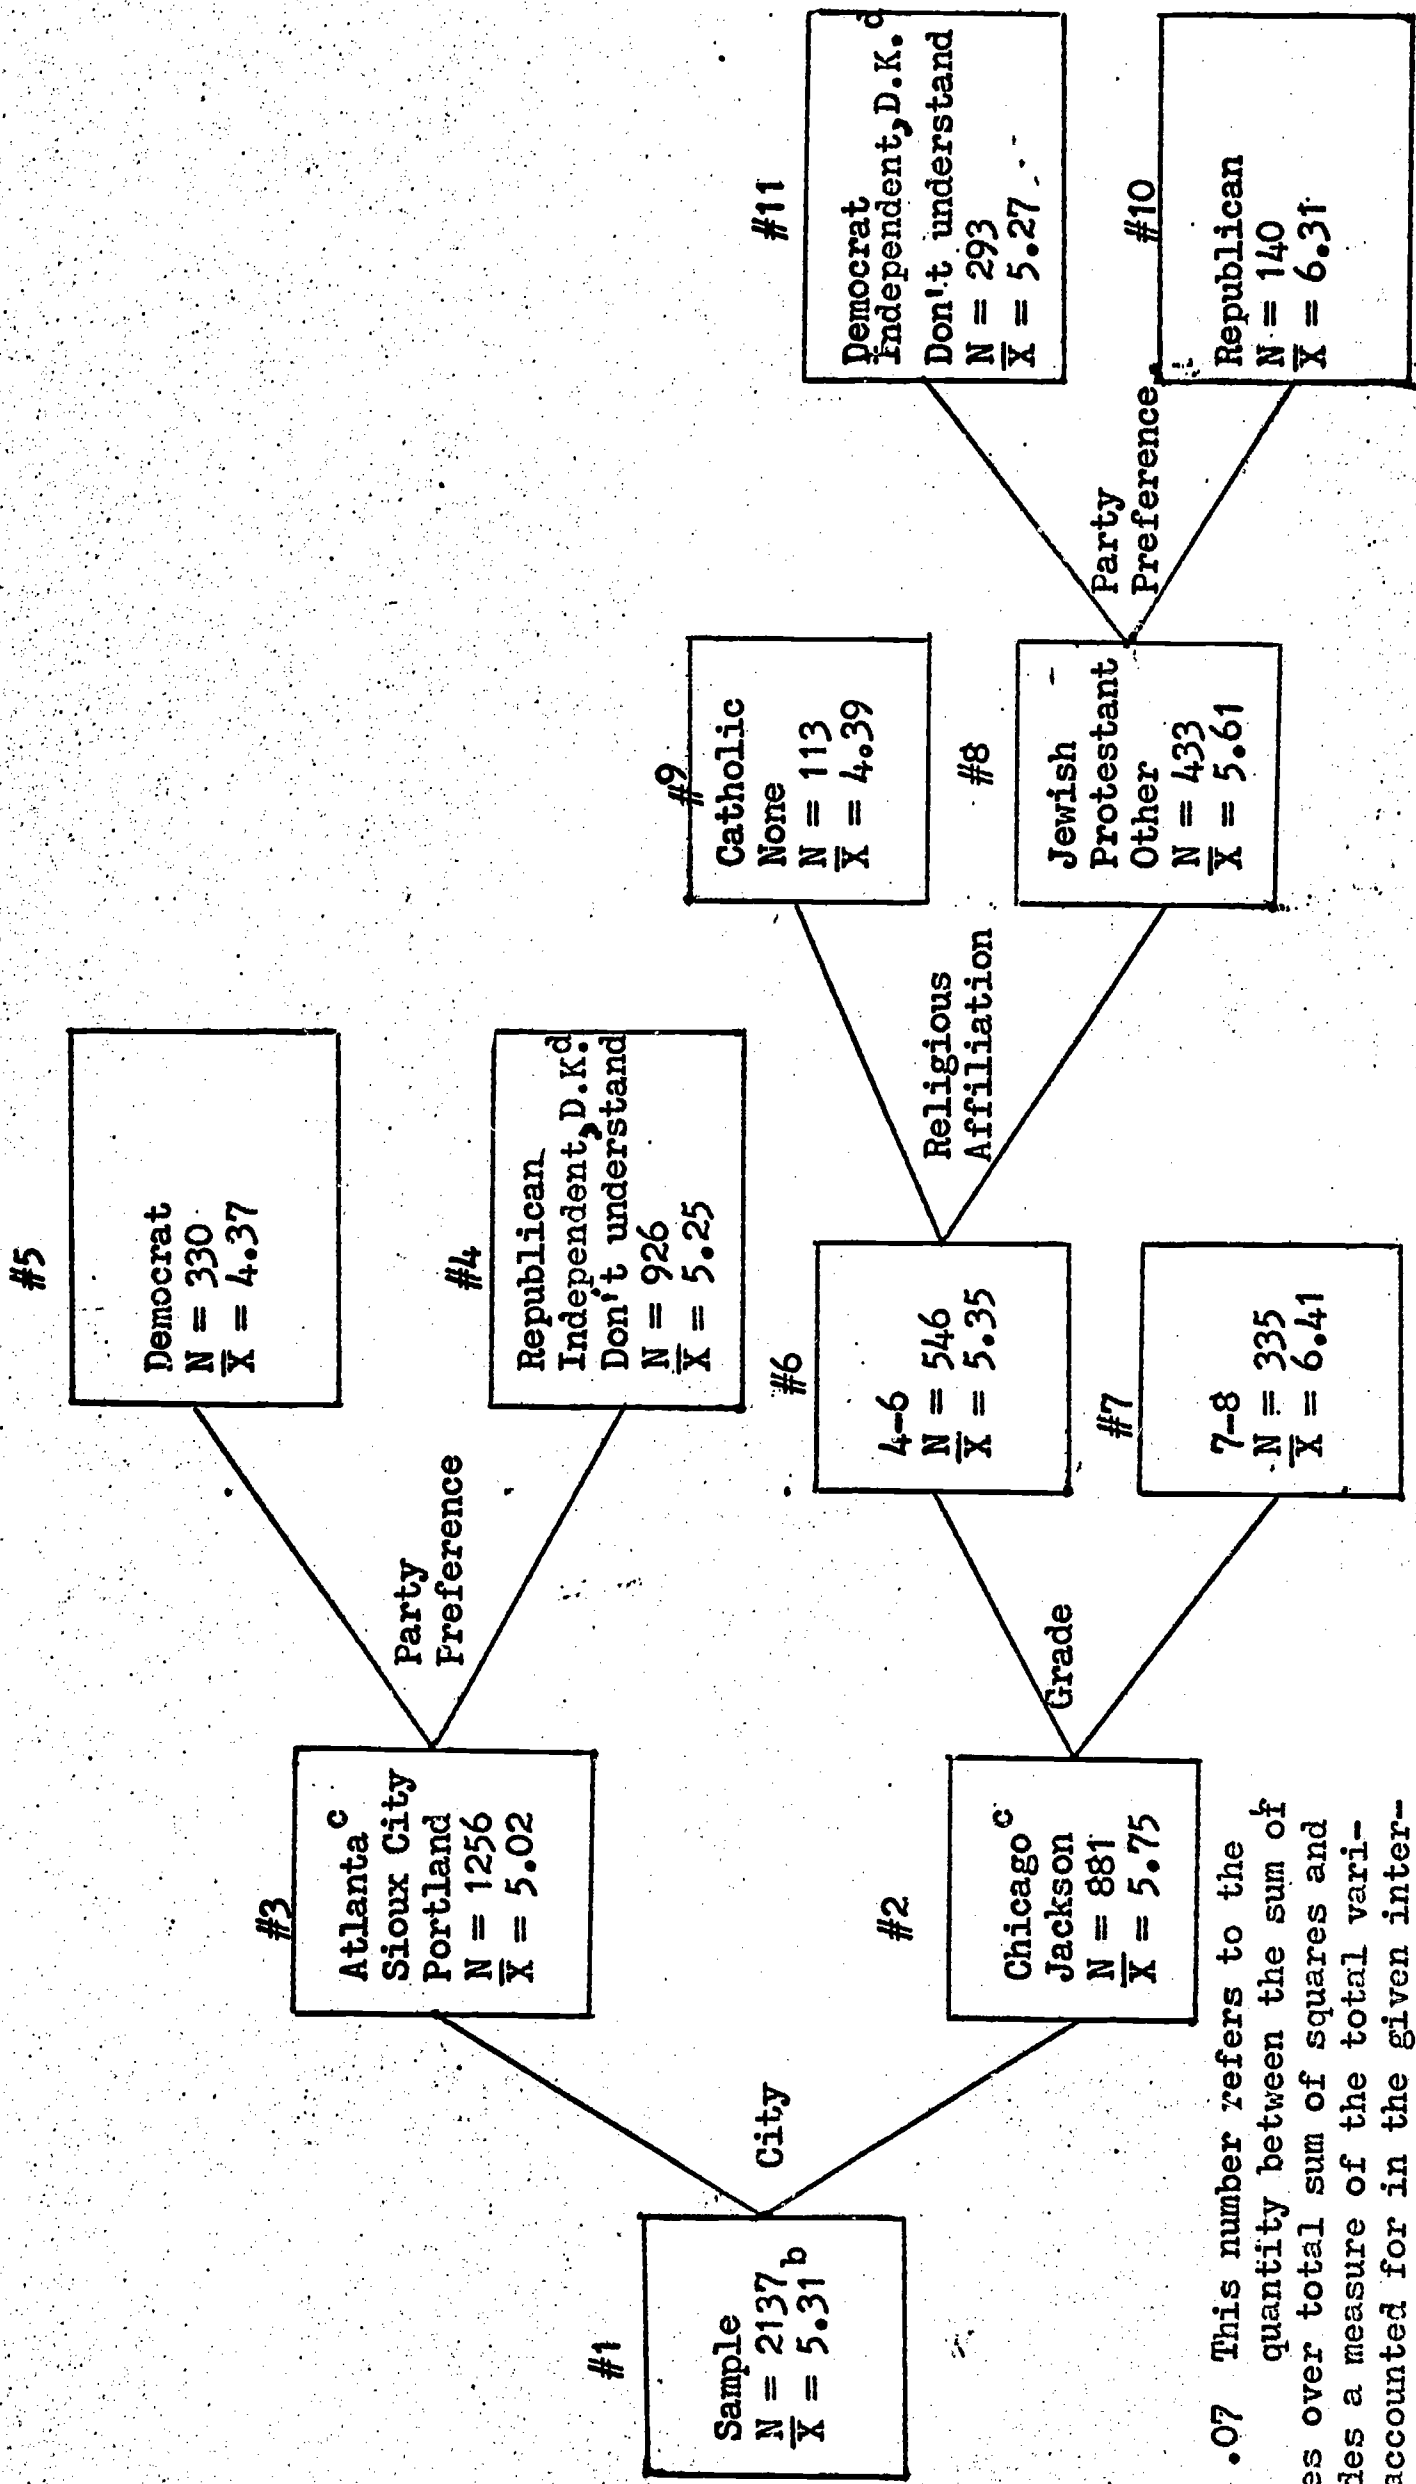 #1
Sample
N = 2137
X̄ = 5.31 b
City
#3
Atlanta c
Sioux City
Portland
N = 1256
X̄ = 5.02
#2
Chicago c
Jackson
N = 881
X̄ = 5.75
Party
Preference
#5
Democrat
N = 330
X̄ = 4.37
#4
Republican
Independent, D.K. d
Don't understand
N = 926
X̄ = 5.25
Grade
#6
4-6
N = 546
X̄ = 5.35
#7
7-8
N = 335
X̄ = 6.41
Religious
Affiliation
#9
Catholic
None
N = 113
X̄ = 4.39
#8
Jewish
Protestant
Other
N = 433
X̄ = 5.61
Party
Preference
#11
Democrat
Independent, D.K. d
Don't understand
N = 293
X̄ = 5.27
#10
Republican
N = 140
X̄ = 6.31
.07 This number refers to the
quantity between the sum of
es over total sum of squares and
des a measure of the total vari-
accounted for in the given inter-